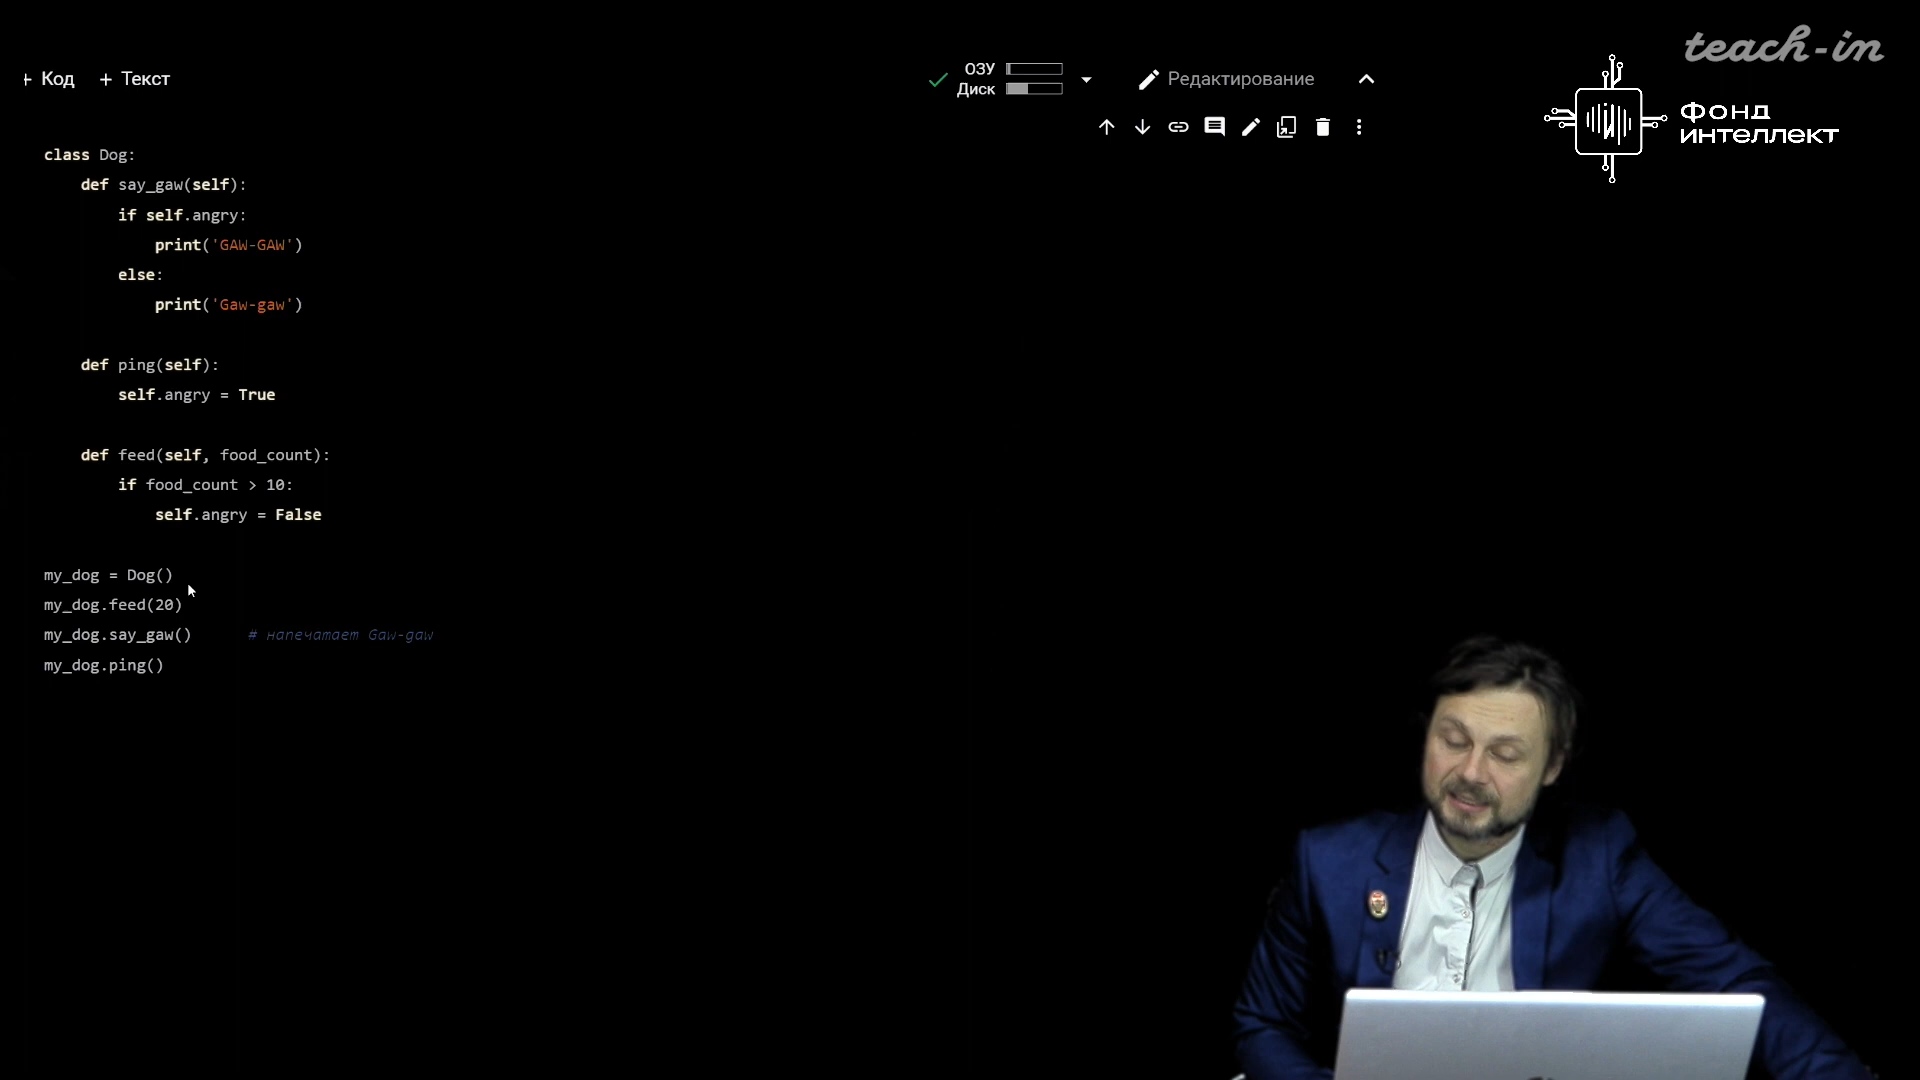 teach-in
Фонд
интеллект
+ Код + Текст
ОЗУ
Диск
Редактирование
class Dog:
    def say_gaw(self):
        if self.angry:
            print('GAW-GAW')
        else:
            print('Gaw-gaw')
    def ping(self):
        self.angry = True
    def feed(self, food_count):
        if food_count > 10:
            self.angry = False
my_dog = Dog()
my_dog.feed(20)
my_dog.say_gaw()      # напечатает Gaw-gaw
my_dog.ping()